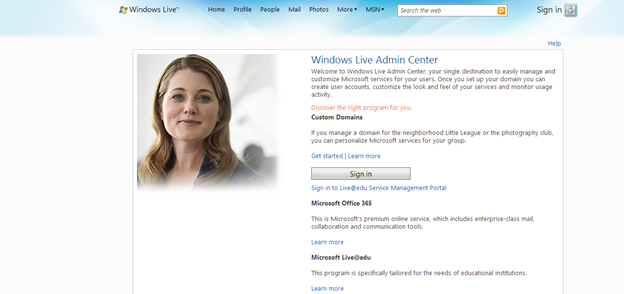 Windows Live™ Home Profile People Mail Photos More▾ MSN▾ Search the web Sign in
Help
Windows Live Admin Center
Welcome to Windows Live Admin Center, your single destination to easily manage and
customize Microsoft services for your users. Once you set up your domain you can
create user accounts, customize the look and feel of your services and monitor usage
activity.
Discover the right program for you.
Custom Domains
If you manage a domain for the neighborhood Little League or the photography club,
you can personalize Microsoft services for your group.
Get started | Learn more
Sign in
Sign in to Live@edu Service Management Portal
Microsoft Office 365
This is Microsoft's premium online service, which includes enterprise-class mail,
collaboration and communication tools.
Learn more
Microsoft Live@edu
This program is specifically tailored for the needs of educational institutions.
Learn more